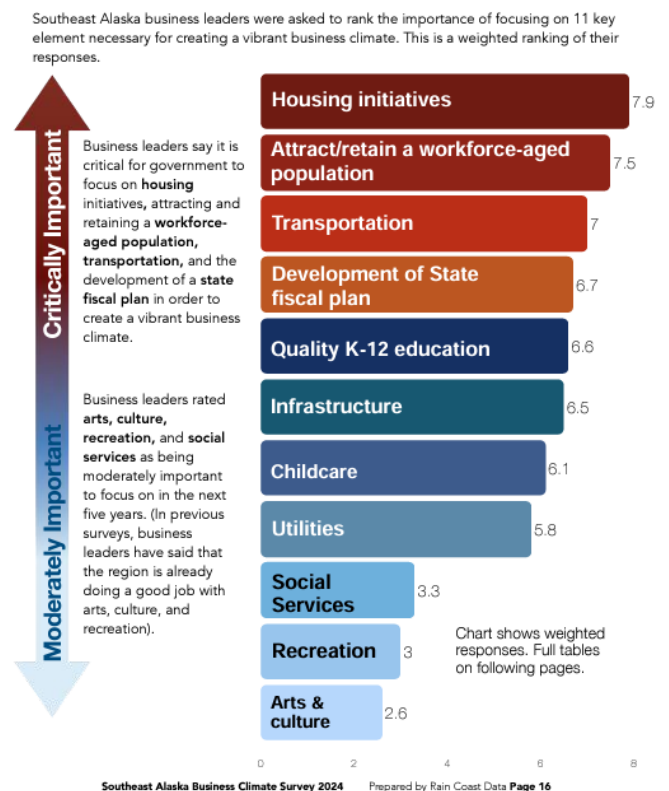 Southeast Alaska business leaders were asked to rank the importance of focusing on 11 key
element necessary for creating a vibrant business climate. This is a weighted ranking of their
responses.
Critically Important
Business leaders say it is
critical for government to
focus on housing
initiatives, attracting and
retaining a workforce-
aged population,
transportation, and the
development of a state
fiscal plan in order to
create a vibrant business
climate.
Moderately Important
Business leaders rated
arts, culture,
recreation, and social
services as being
moderately important
to focus on in the next
five years. (In previous
surveys, business
leaders have said that
the region is already
doing a good job with
arts, culture, and
recreation).
Housing initiatives 7.9
Attract/retain a workforce-aged
population 7.5
Transportation 7
Development of State
fiscal plan 6.7
Quality K-12 education 6.6
Infrastructure 6.5
Childcare 6.1
Utilities 5.8
Social
Services 3.3
Recreation 3
Arts &
culture 2.6
Chart shows weighted
responses. Full tables
on following pages.
0 2 4 6 8
Southeast Alaska Business Climate Survey 2024 Prepared by Rain Coast Data Page 16